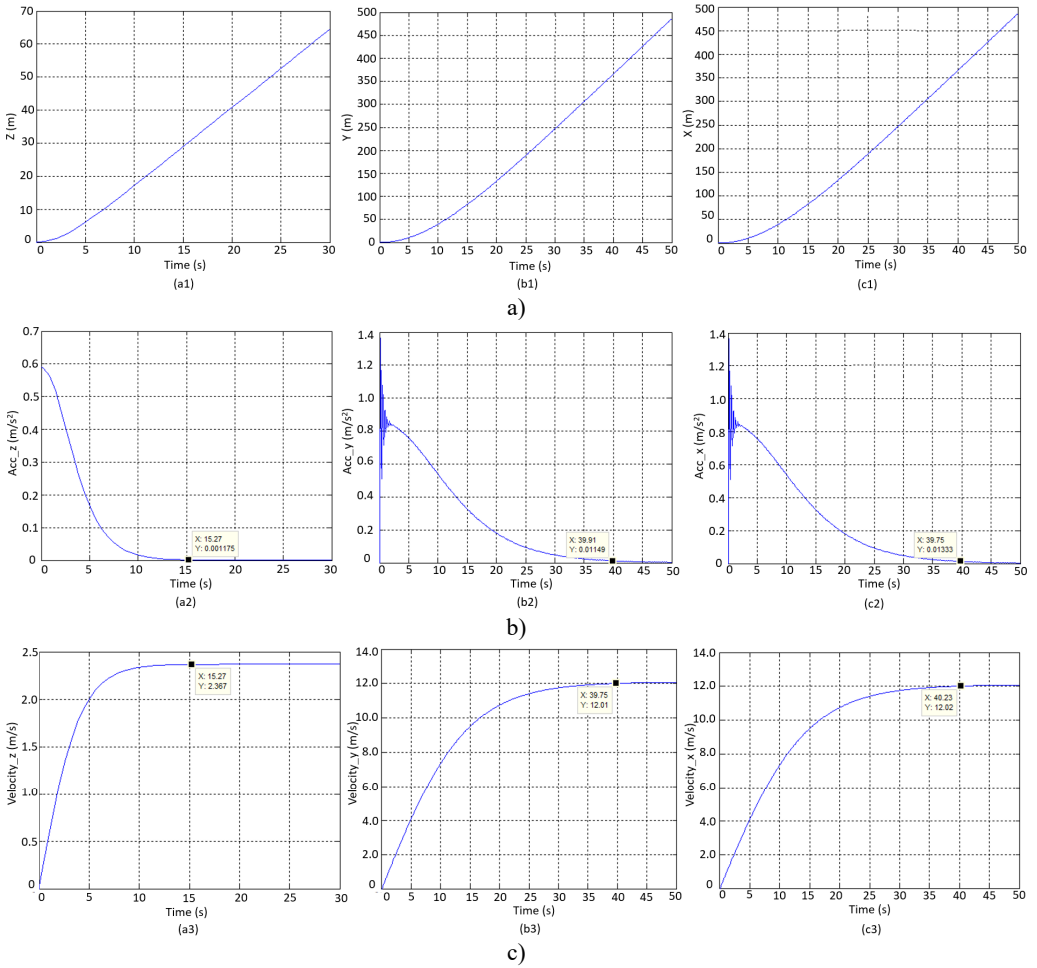 70
60
50
40
30
20
10
0
Z (m)
0 5 10 15 20 25 30
Time (s)
(a1)
500
450
400
350
300
250
200
150
100
50
0
Y (m)
0 5 10 15 20 25 30 35 40 45 50
Time (s)
(b1)
500
450
400
350
300
250
200
150
100
50
0
X (m)
0 5 10 15 20 25 30 35 40 45 50
Time (s)
(c1)
a)
0.7
0.6
0.5
0.4
0.3
0.2
0.1
0
Acc_z (m/s²)
X: 15.27
Y: 0.001175
0 5 10 15 20 25 30
Time (s)
(a2)
1.4
1.2
1.0
0.8
0.6
0.4
0.2
0
Acc_y (m/s²)
X: 39.91
Y: 0.01149
0 5 10 15 20 25 30 35 40 45 50
Time (s)
(b2)
1.4
1.2
1.0
0.8
0.6
0.4
0.2
0
Acc_x (m/s²)
X: 39.75
Y: 0.01333
0 5 10 15 20 25 30 35 40 45 50
Time (s)
(c2)
b)
2.5
2.0
1.5
1.0
0.5
0
Velocity_z (m/s)
X: 15.27
Y: 2.367
0 5 10 15 20 25 30
Time (s)
(a3)
14.0
12.0
10.0
8.0
6.0
4.0
2.0
0
Velocity_y (m/s)
X: 39.75
Y: 12.01
0 5 10 15 20 25 30 35 40 45 50
Time (s)
(b3)
14.0
12.0
10.0
8.0
6.0
4.0
2.0
0
Velocity_x (m/s)
X: 40.23
Y: 12.02
0 5 10 15 20 25 30 35 40 45 50
Time (s)
(c3)
c)